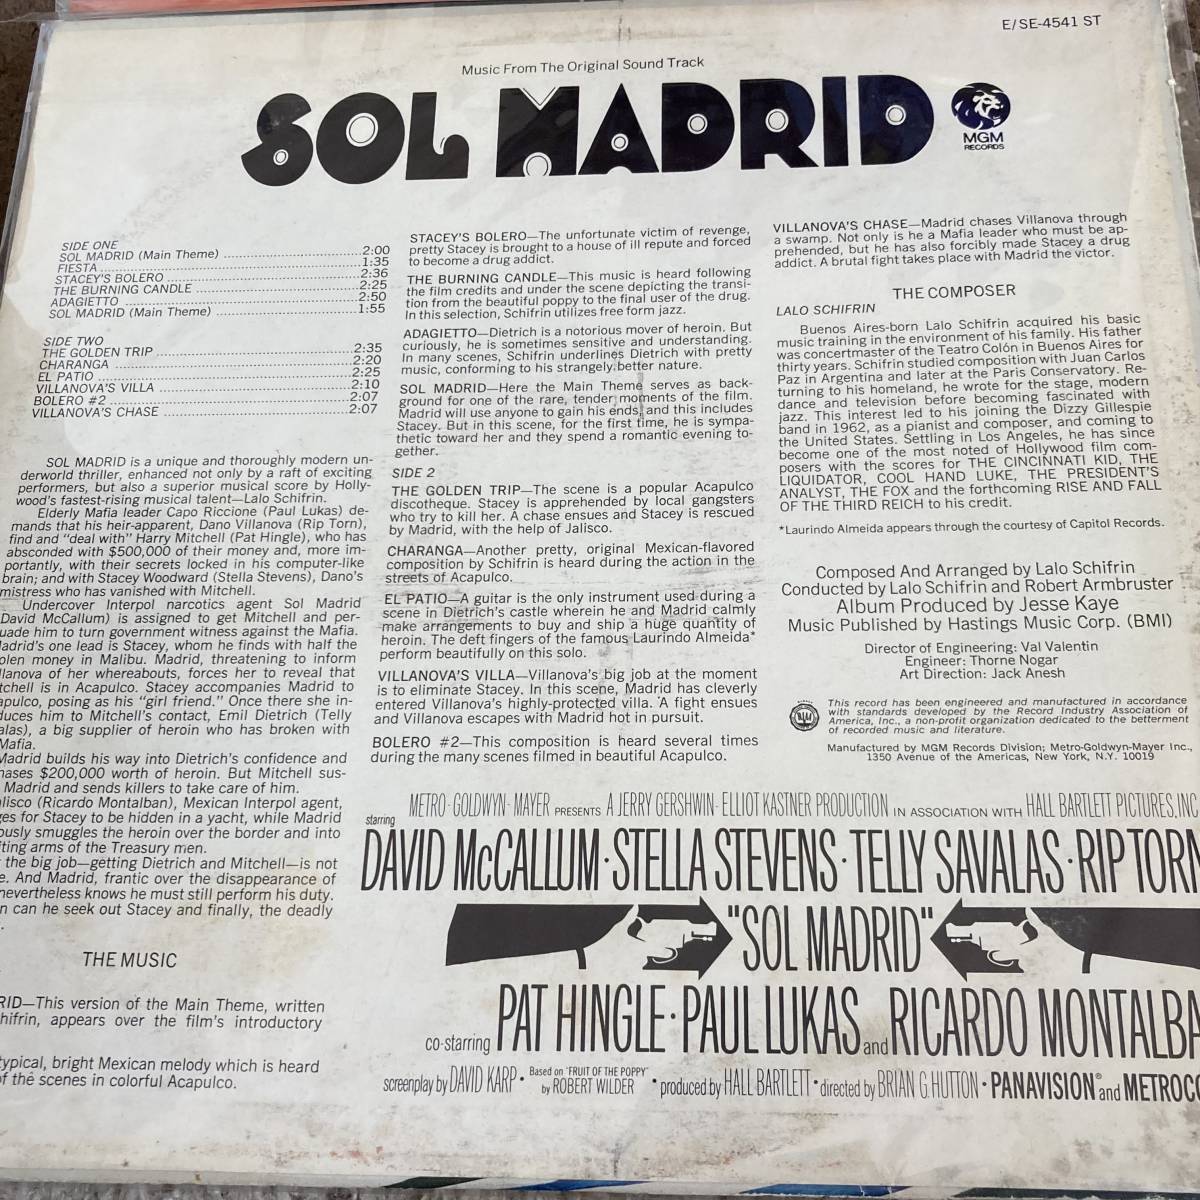 E/SE-4541 ST
Music From The Original Sound Track
SOL MADRID
MGM
RECORDS
SIDE ONE
SOL MADRID (Main Theme) 2:00
FIESTA 1:35
STACEY'S BOLERO 2:36
THE BURNING CANDLE 2:25
ADAGIETTO 2:50
SOL MADRID (Main Theme) 1:55
SIDE TWO
THE GOLDEN TRIP 2:35
CHARANGA 2:20
EL PATIO 2:25
VILLANOVA'S VILLA 2:10
BOLERO #2 2:07
VILLANOVA'S CHASE 2:07
SOL MADRID is a unique and thoroughly modern un-
derworld thriller, enhanced not only by a raft of exciting
performers, but also a superior musical score by Holly-
wood's fastest-rising musical talent—Lalo Schifrin.
Elderly Mafia leader Capo Riccione (Paul Lukas) de-
mands that his heir-apparent, Dano Villanova (Rip Torn),
find and "deal with" Harry Mitchell (Pat Hingle), who has
absconded with $500,000 of their money and, more im-
portantly, with their secrets locked in his computer-like
brain; and with Stacey Woodward (Stella Stevens), Dano's
mistress who has vanished with Mitchell.
Undercover Interpol narcotics agent Sol Madrid
(David McCallum) is assigned to get Mitchell and per-
uade him to turn government witness against the Mafia.
Madrid's one lead is Stacey, whom he finds with half the
olen money in Malibu. Madrid, threatening to inform
llanova of her whereabouts, forces her to reveal that
tchell is in Acapulco. Stacey accompanies Madrid to
apulco, posing as his "girl friend." Once there she in-
duces him to Mitchell's contact, Emil Dietrich (Telly
alas), a big supplier of heroin who has broken with
Mafia.
Madrid builds his way into Dietrich's confidence and
hases $200,000 worth of heroin. But Mitchell sus-
Madrid and sends killers to take care of him.
lisco (Ricardo Montalban), Mexican Interpol agent,
ges for Stacey to be hidden in a yacht, while Madrid
ously smuggles the heroin over the border and into
iting arms of the Treasury men.
the big job—getting Dietrich and Mitchell—is not
e. And Madrid, frantic over the disappearance of
nevertheless knows he must still perform his duty.
n can he seek out Stacey and finally, the deadly
.
THE MUSIC
RID—This version of the Main Theme, written
hifrin, appears over the film's introductory
typical, bright Mexican melody which is heard
of the scenes in colorful Acapulco.
STACEY'S BOLERO—The unfortunate victim of revenge,
pretty Stacey is brought to a house of ill repute and forced
to become a drug addict.
THE BURNING CANDLE—This music is heard following
the film credits and under the scene depicting the transi-
tion from the beautiful poppy to the final user of the drug.
In this selection, Schifrin utilizes free form jazz.
ADAGIETTO—Dietrich is a notorious mover of heroin. But
curiously, he is sometimes sensitive and understanding.
In many scenes, Schifrin underlines Dietrich with pretty
music, conforming to his strangely better nature.
SOL MADRID—Here the Main Theme serves as back-
ground for one of the rare, tender moments of the film.
Madrid will use anyone to gain his ends, and this includes
Stacey. But in this scene, for the first time, he is sympa-
thetic toward her and they spend a romantic evening to-
gether.
SIDE 2
THE GOLDEN TRIP—The scene is a popular Acapulco
discotheque. Stacey is apprehended by local gangsters
who try to kill her. A chase ensues and Stacey is rescued
by Madrid, with the help of Jalisco.
CHARANGA—Another pretty, original Mexican-flavored
composition by Schifrin is heard during the action in the
streets of Acapulco.
EL PATIO—A guitar is the only instrument used during a
scene in Dietrich's castle wherein he and Madrid calmly
make arrangements to buy and ship a huge quantity of
heroin. The deft fingers of the famous Laurindo Almeida*
perform beautifully on this solo.
VILLANOVA'S VILLA—Villanova's big job at the moment
is to eliminate Stacey. In this scene, Madrid has cleverly
entered Villanova's highly-protected villa. A fight ensues
and Villanova escapes with Madrid hot in pursuit.
BOLERO #2—This composition is heard several times
during the many scenes filmed in beautiful Acapulco.
VILLANOVA'S CHASE—Madrid chases Villanova through
a swamp. Not only is he a Mafia leader who must be ap-
prehended, but he has also forcibly made Stacey a drug
addict. A brutal fight takes place with Madrid the victor.
THE COMPOSER
LALO SCHIFRIN
Buenos Aires-born Lalo Schifrin acquired his basic
music training in the environment of his family. His father
was concertmaster of the Teatro Colón in Buenos Aires for
thirty years. Schifrin studied composition with Juan Carlos
Paz in Argentina and later at the Paris Conservatory. Re-
turning to his homeland, he wrote for the stage, modern
dance and television before becoming fascinated with
jazz. This interest led to his joining the Dizzy Gillespie
band in 1962, as a pianist and composer, and coming to
the United States. Settling in Los Angeles, he has since
become one of the most noted of Hollywood film com-
posers with the scores for THE CINCINNATI KID, THE
LIQUIDATOR, COOL HAND LUKE, THE PRESIDENT'S
ANALYST, THE FOX and the forthcoming RISE AND FALL
OF THE THIRD REICH to his credit.
*Laurindo Almeida appears through the courtesy of Capitol Records.
Composed And Arranged by Lalo Schifrin
Conducted by Lalo Schifrin and Robert Armbruster
Album Produced by Jesse Kaye
Music Published by Hastings Music Corp. (BMI)
Director of Engineering: Val Valentin
Engineer: Thorne Nogar
Art Direction: Jack Anesh
This record has been engineered and manufactured in accordance
with standards developed by the Record Industry Association of
America, Inc., a non-profit organization dedicated to the betterment
of recorded music and literature.
Manufactured by MGM Records Division; Metro-Goldwyn-Mayer Inc.,
1350 Avenue of the Americas, New York, N.Y. 10019
METRO-GOLDWYN-MAYER PRESENTS A JERRY GERSHWIN-ELLIOT KASTNER PRODUCTION IN ASSOCIATION WITH HALL BARTLETT PICTURES, INC
starring
DAVID McCALLUM · STELLA STEVENS · TELLY SAVALAS · RIP TORN
"SOL MADRID"
co-starring PAT HINGLE · PAUL LUKAS and RICARDO MONTALBA
screenplay by DAVID KARP · Based on "FRUIT OF THE POPPY" by ROBERT WILDER · produced by HALL BARTLETT · directed by BRIAN G. HUTTON · PANAVISION® and METROCO